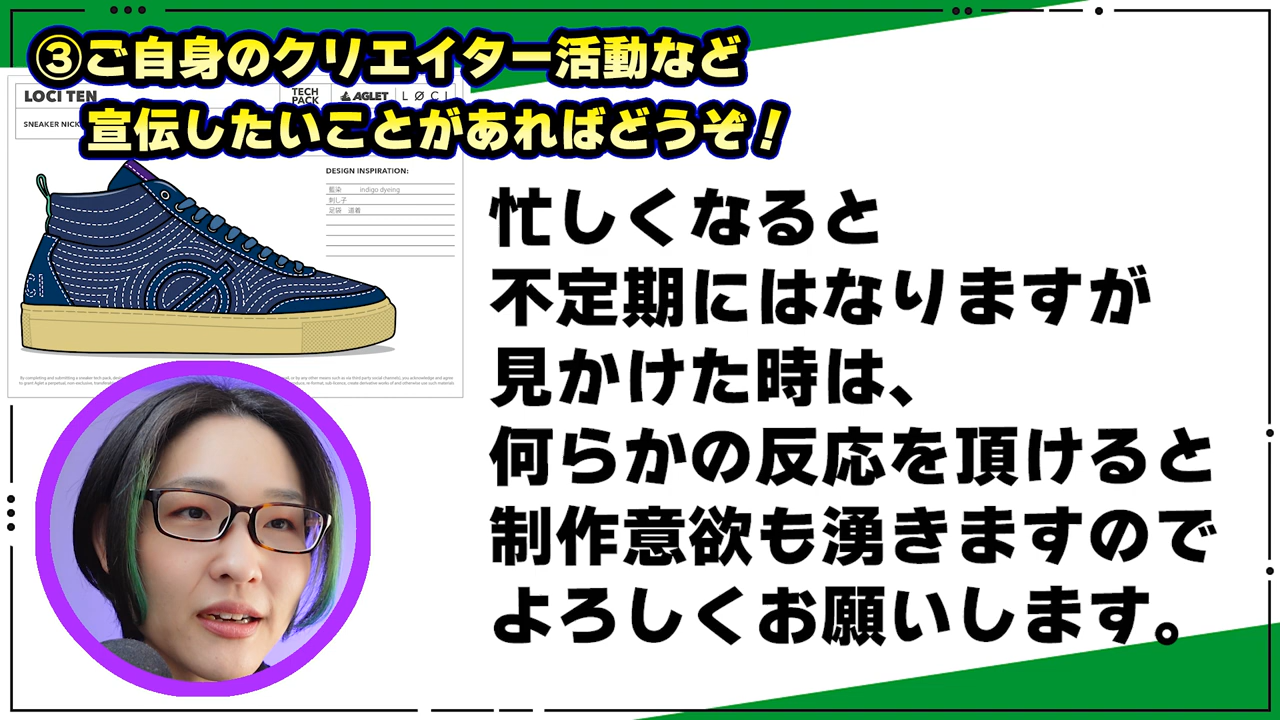 ③ご自身のクリエイター活動など
宣伝したいことがあればどうぞ！
LOCI TEN
TECH
PACK
AGLET
LØCI
SNEAKER NICK
DESIGN INSPIRATION:
藍染 indigo dyeing
刺し子
足袋 道着
忙しくなると
不定期にはなりますが
見かけた時は、
何らかの反応を頂けると
制作意欲も湧きますので
よろしくお願いします。